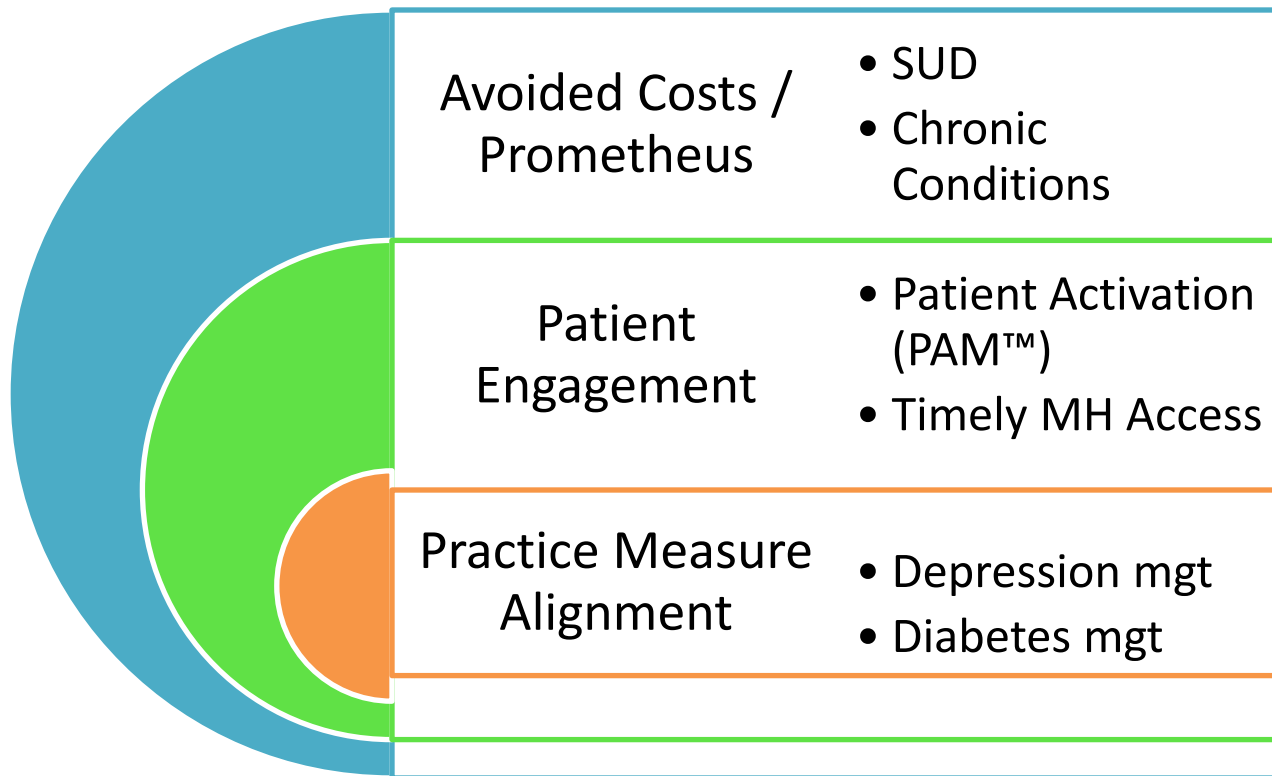 Avoided Costs /
Prometheus
• SUD
• Chronic
Conditions
Patient
Engagement
• Patient Activation
(PAM™)
• Timely MH Access
Practice Measure
Alignment
• Depression mgt
• Diabetes mgt